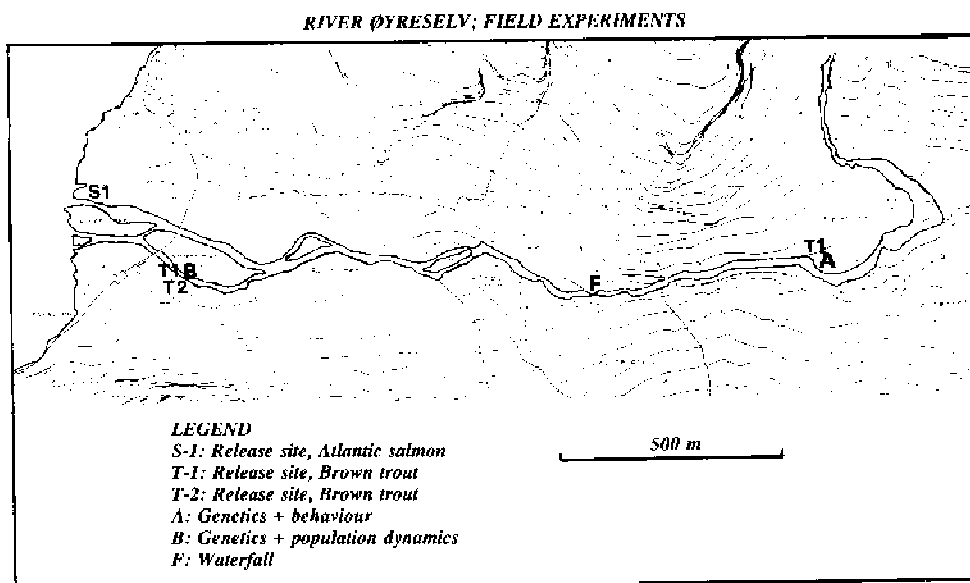 RIVER ØYRESELV; FIELD EXPERIMENTS
S1
T1 B
T2
F
T1
A
LEGEND
S-1: Release site, Atlantic salmon
T-1: Release site, Brown trout
T-2: Release site, Brown trout
A: Genetics + behaviour
B: Genetics + population dynamics
F: Waterfall
500 m